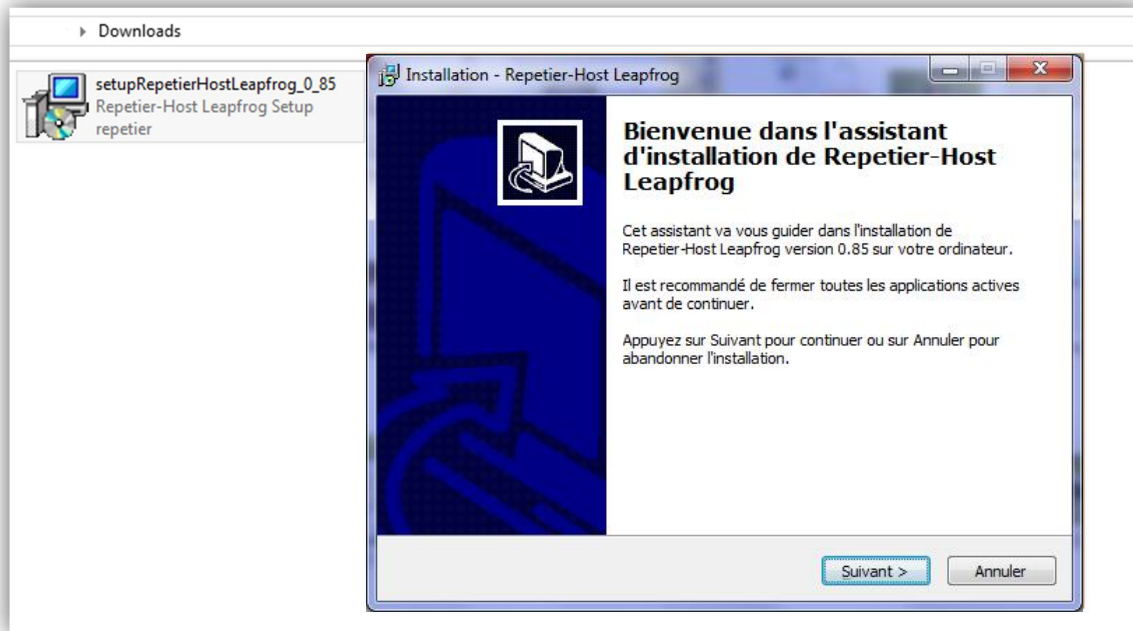 Downloads
setupRepetierHostLeapfrog_0_85
Repetier-Host Leapfrog Setup
repetier
Installation - Repetier-Host Leapfrog
Bienvenue dans l'assistant
d'installation de Repetier-Host
Leapfrog
Cet assistant va vous guider dans l'installation de
Repetier-Host Leapfrog version 0.85 sur votre ordinateur.
Il est recommandé de fermer toutes les applications actives
avant de continuer.
Appuyez sur Suivant pour continuer ou sur Annuler pour
abandonner l'installation.
Suivant >
Annuler